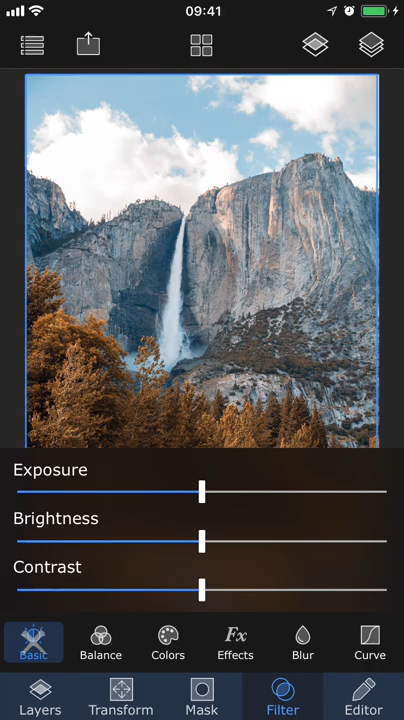 09:41
Exposure
Brightness
Contrast
Basic
Balance
Colors
Fx
Effects
Blur
Curve
Layers
Transform
Mask
Filter
Editor